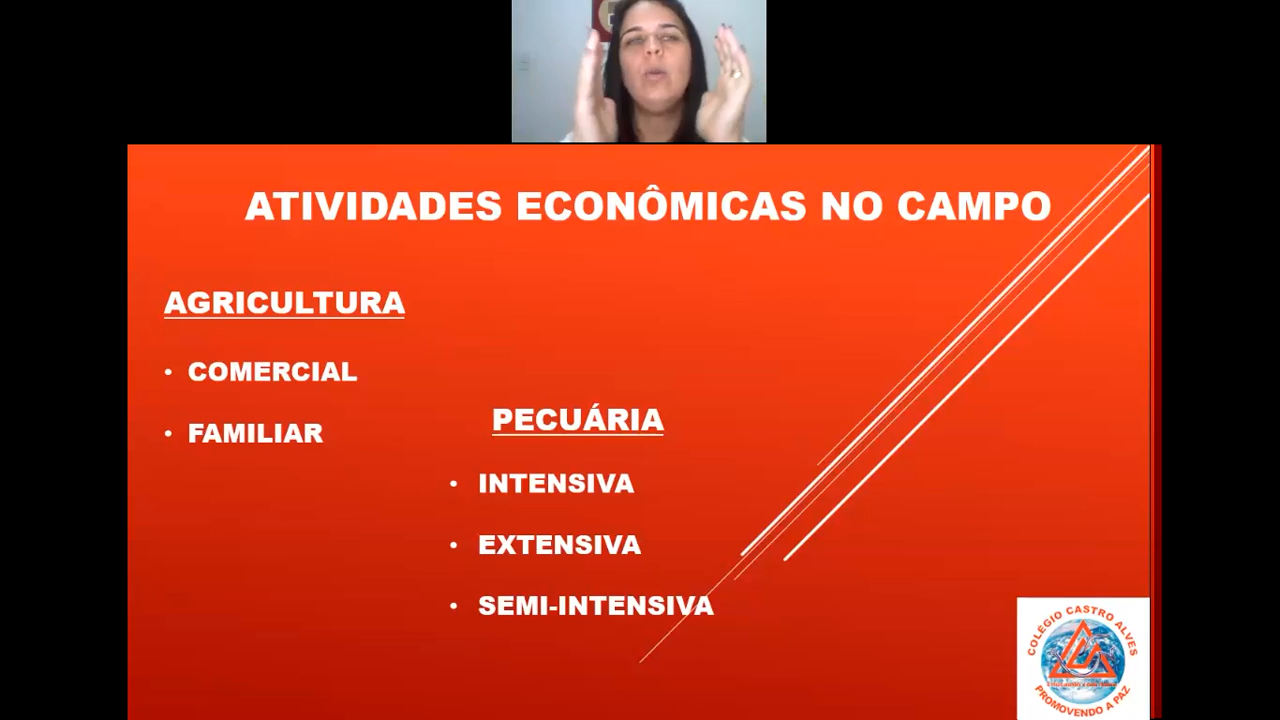 ATIVIDADES ECONÔMICAS NO CAMPO
AGRICULTURA
• COMERCIAL
• FAMILIAR
PECUÁRIA
• INTENSIVA
• EXTENSIVA
• SEMI-INTENSIVA
COLÉGIO CASTRO ALVES
PROMOVENDO A PAZ